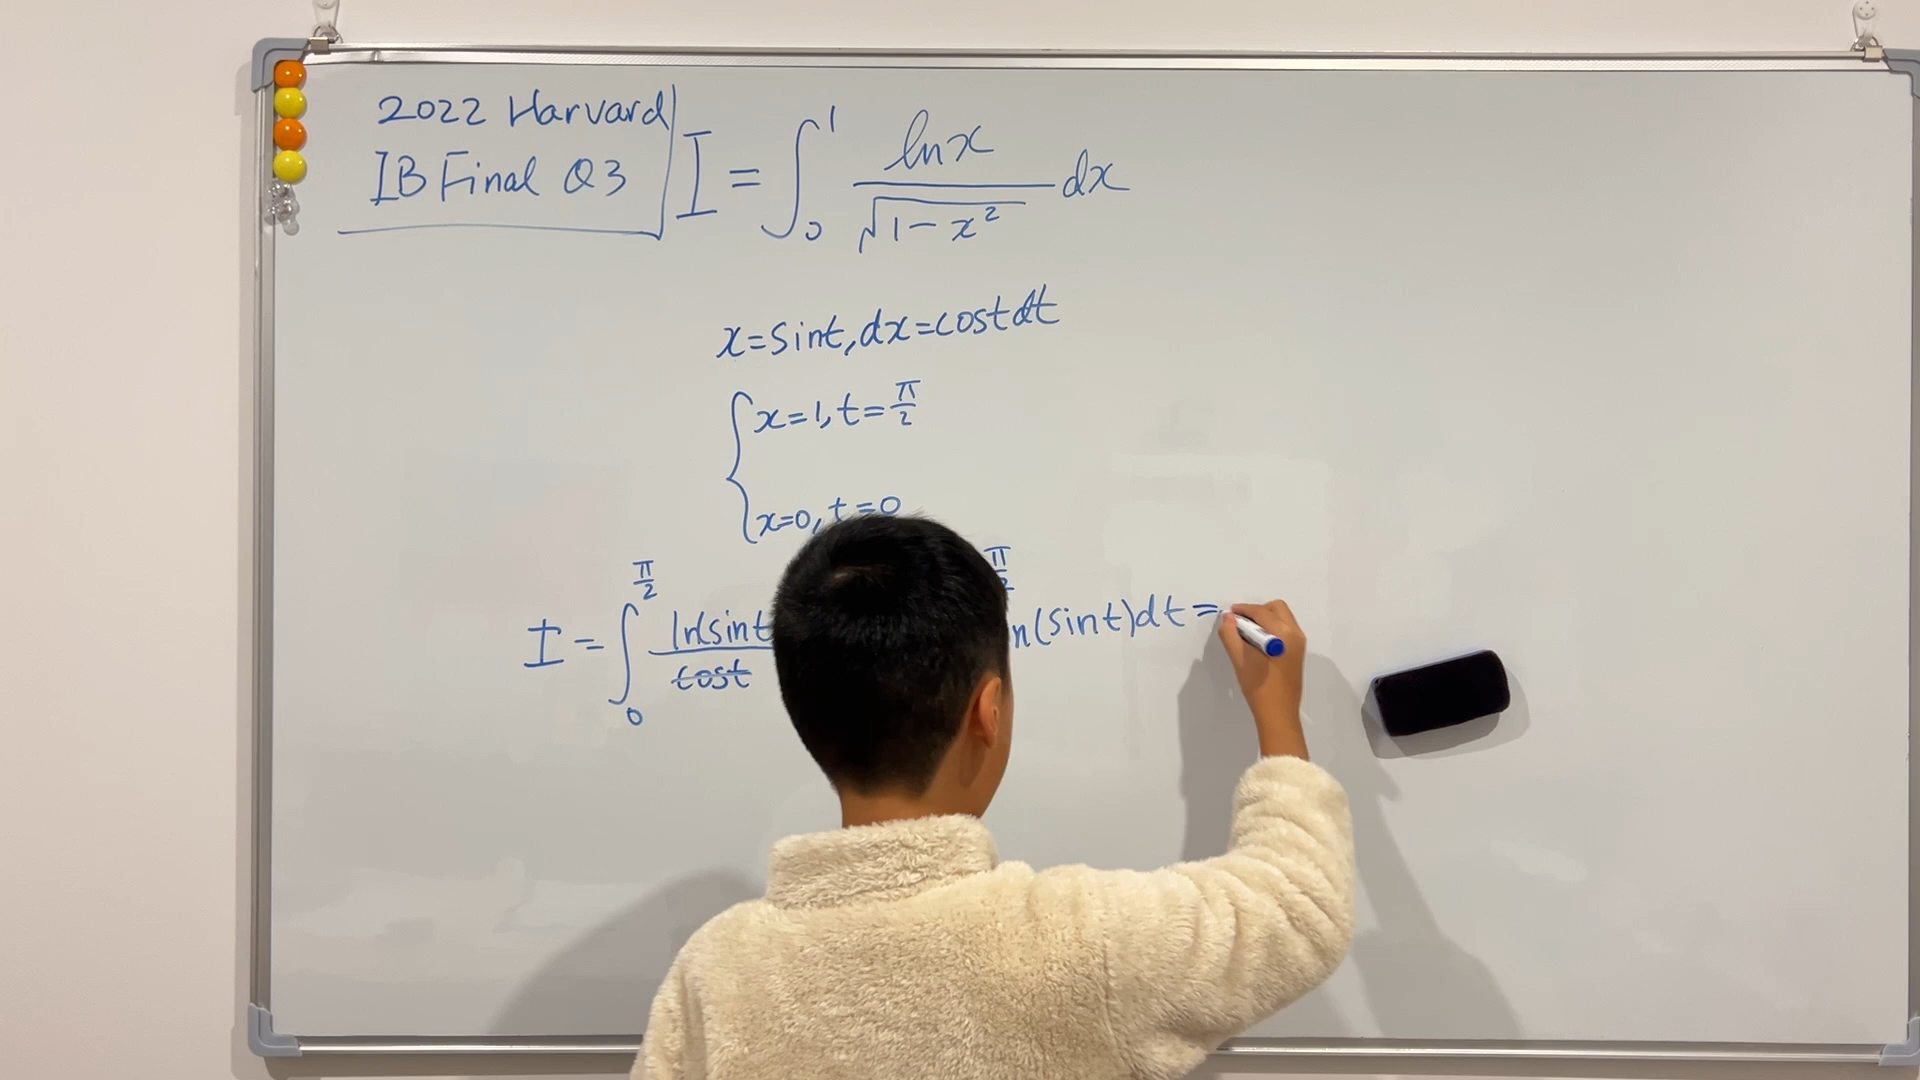 2022 Harvard
IB Final Q3
I = ∫₀¹ lnx / √(1-x²) dx
x=sint, dx=costdt
{ x=1, t=π/2
x=0, t=0
I = ∫₀^(π/2) ln(sint / cost π/2 n(sint)dt =